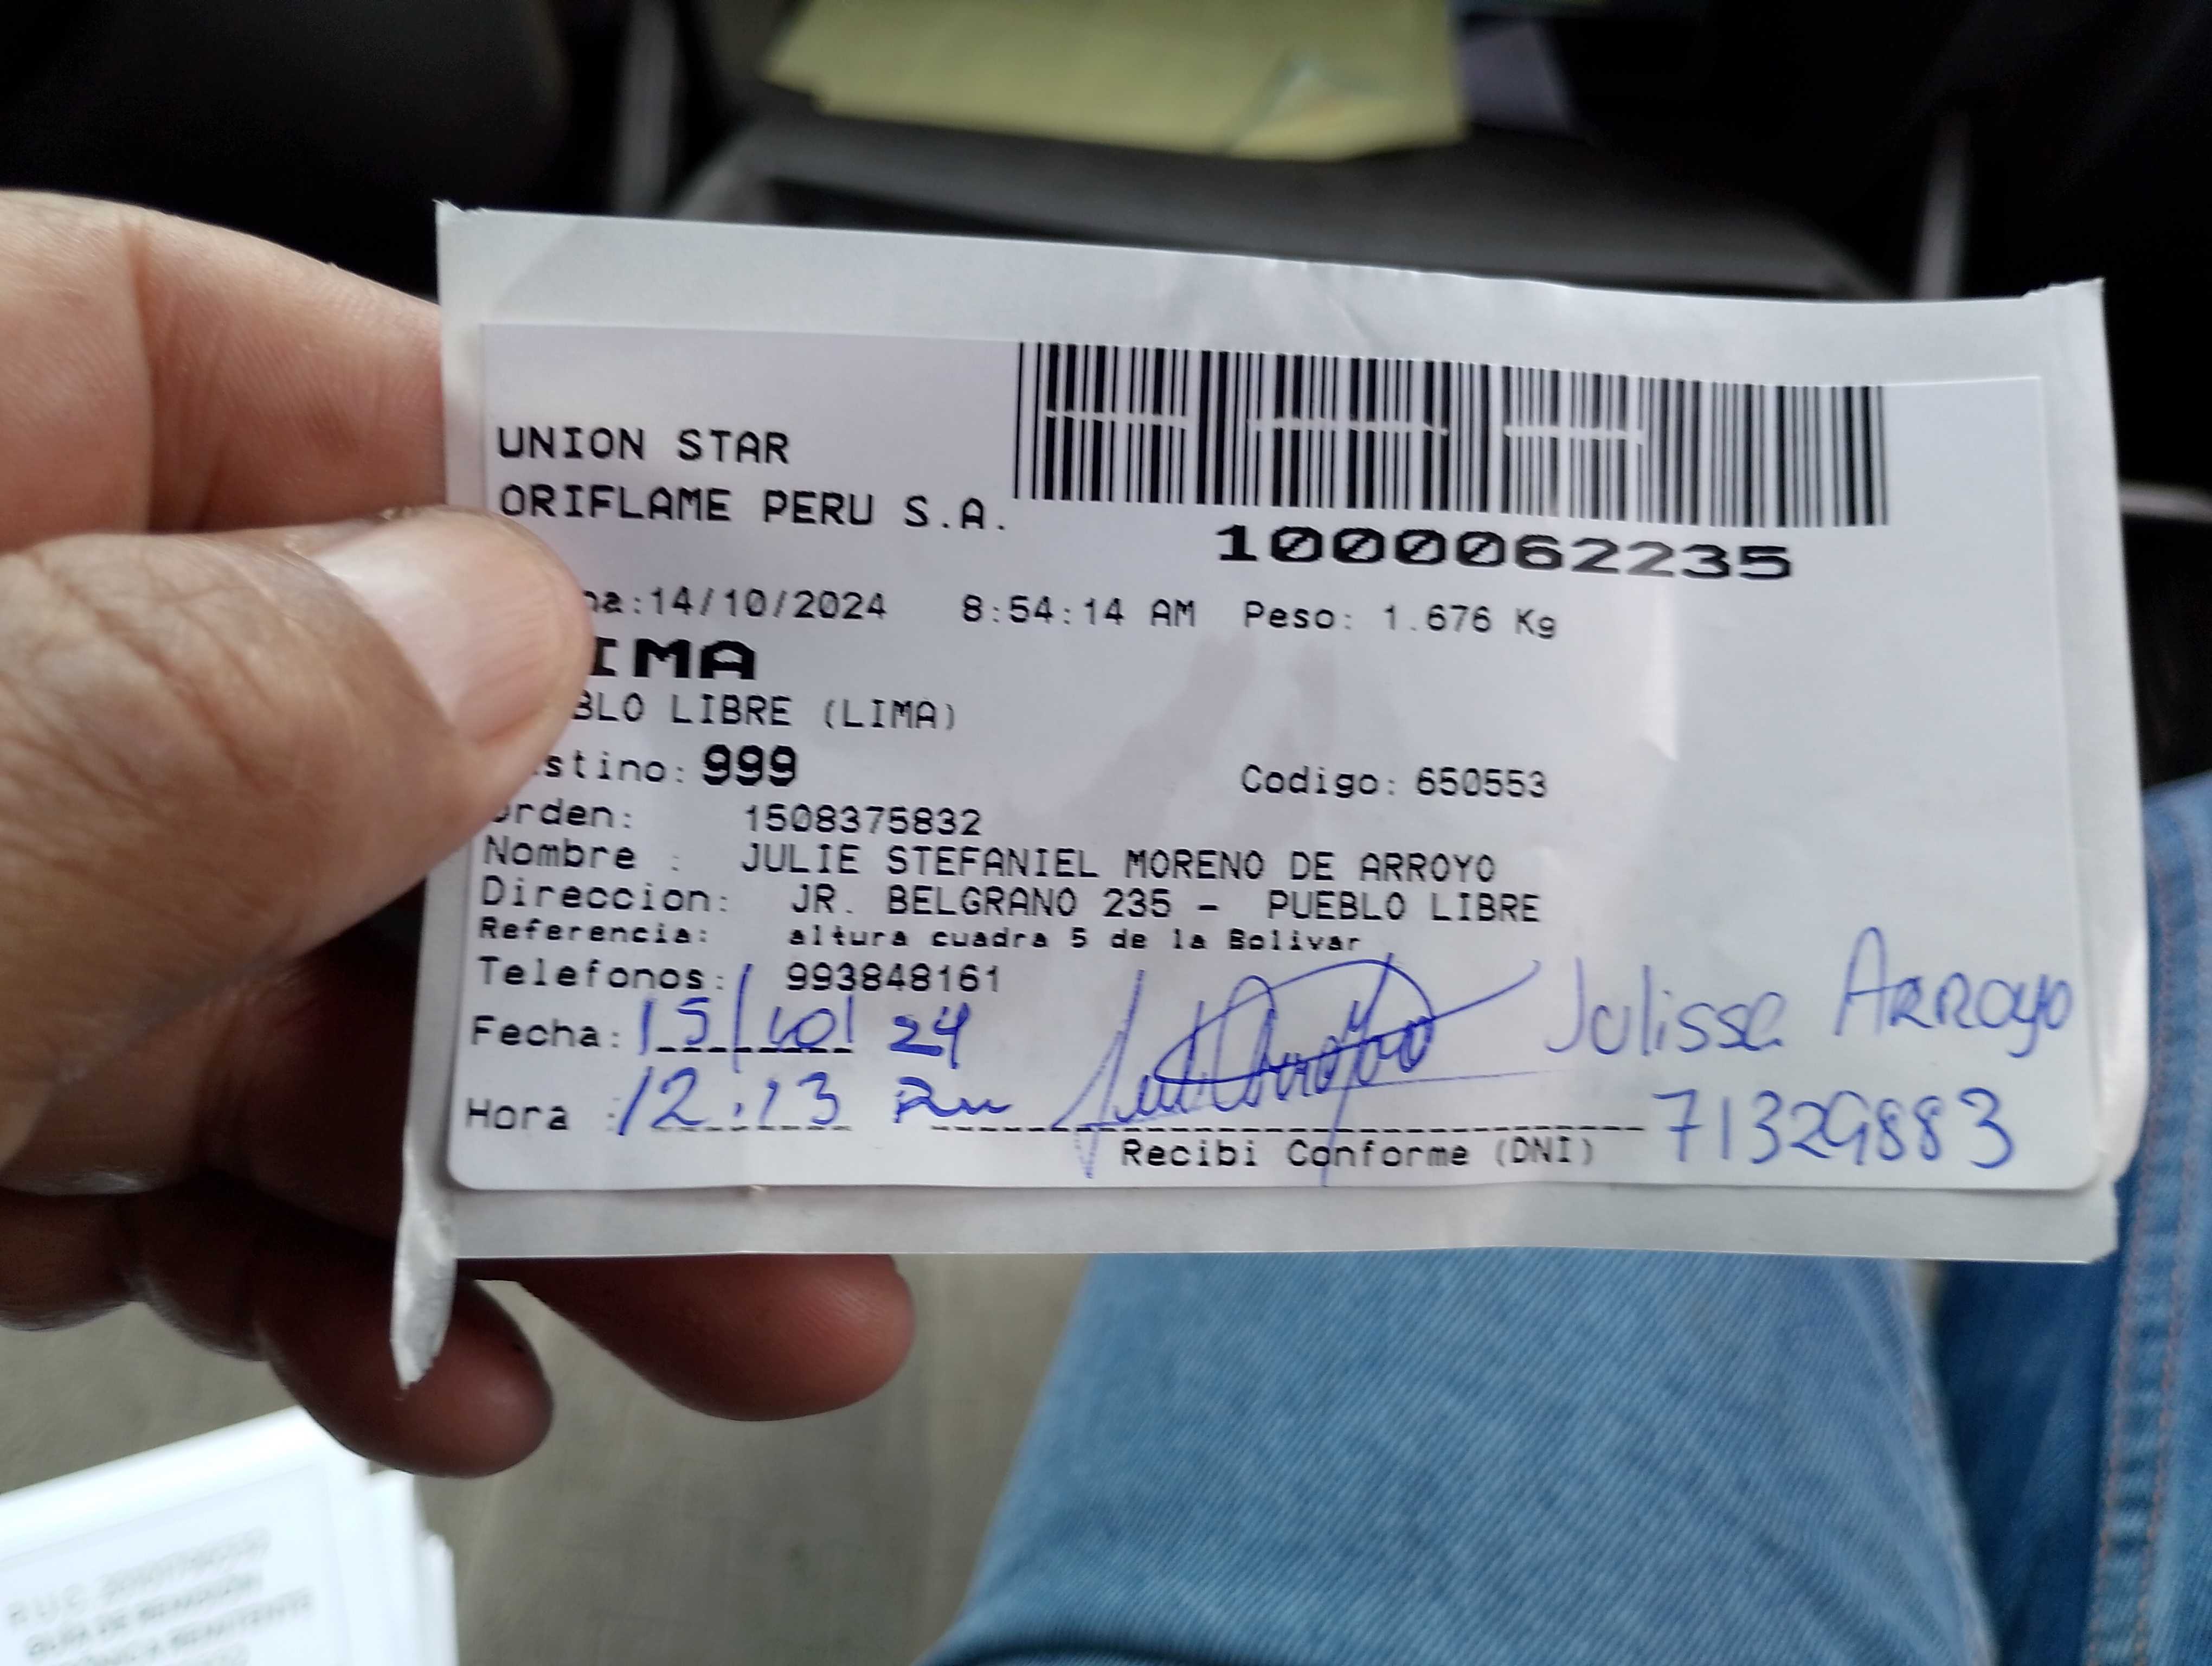 UNION STAR
ORIFLAME PERU S.A.
1000062235
ha:14/10/2024 8:54:14 AM Peso: 1.676 Kg
IMA
BLO LIBRE (LIMA)
stino: 999 Codigo: 650553
Orden: 1508375832
Nombre : JULIE STEFANIEL MORENO DE ARROYO
Direccion: JR. BELGRANO 235 - PUEBLO LIBRE
Referencia: altura cuadra 5 de la Bolivar
Telefonos: 993848161
Fecha: 15/10/24 Julissa Arroyo
Hora : 12:13 Pm 71329883
Recibi Conforme (DNI)